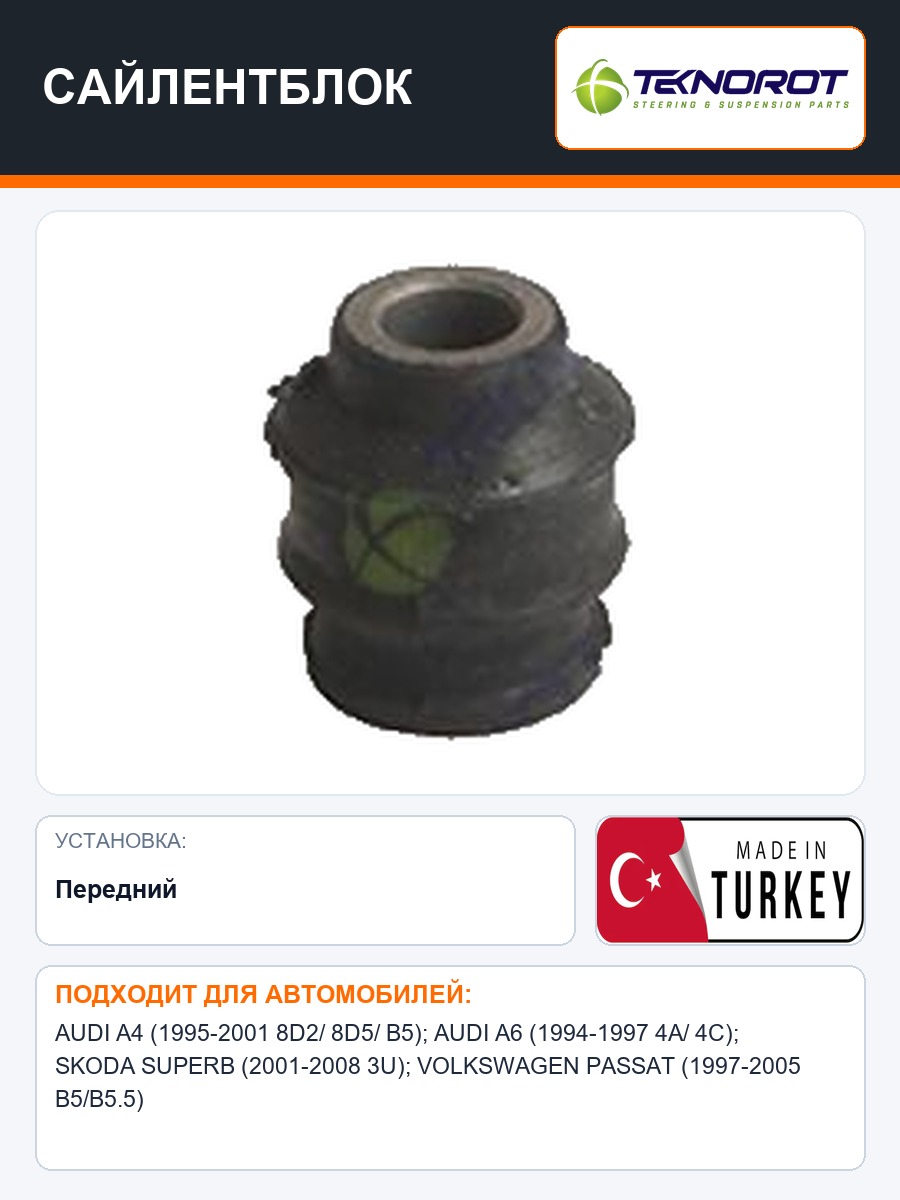 САЙЛЕНТБЛОК
TEKNOROT
STEERING & SUSPENSION PARTS
УСТАНОВКА:
Передний
MADE IN
TURKEY
ПОДХОДИТ ДЛЯ АВТОМОБИЛЕЙ:
AUDI A4 (1995-2001 8D2/ 8D5/ B5); AUDI A6 (1994-1997 4A/ 4C);
SKODA SUPERB (2001-2008 3U); VOLKSWAGEN PASSAT (1997-2005
B5/B5.5)